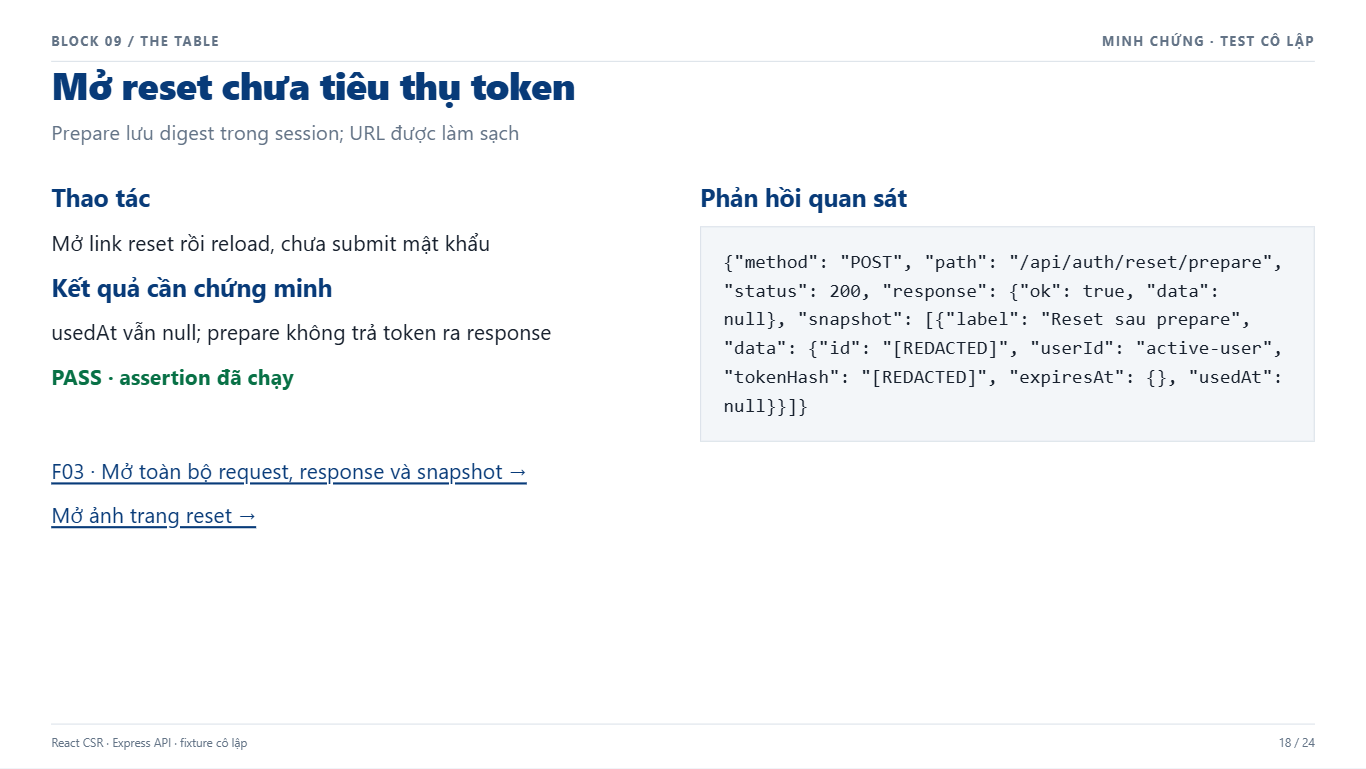 BLOCK 09 / THE TABLE
MINH CHỨNG · TEST CÔ LẬP
Mở reset chưa tiêu thụ token
Prepare lưu digest trong session; URL được làm sạch
Thao tác
Mở link reset rồi reload, chưa submit mật khẩu
Kết quả cần chứng minh
usedAt vẫn null; prepare không trả token ra response
PASS · assertion đã chạy
F03 · Mở toàn bộ request, response và snapshot →
Mở ảnh trang reset →
Phản hồi quan sát
{"method": "POST", "path": "/api/auth/reset/prepare",
"status": 200, "response": {"ok": true, "data":
null}, "snapshot": [{"label": "Reset sau prepare",
"data": {"id": "[REDACTED]", "userId": "active-user",
"tokenHash": "[REDACTED]", "expiresAt": {}, "usedAt":
null}}]}
React CSR · Express API · fixture cô lập
18 / 24